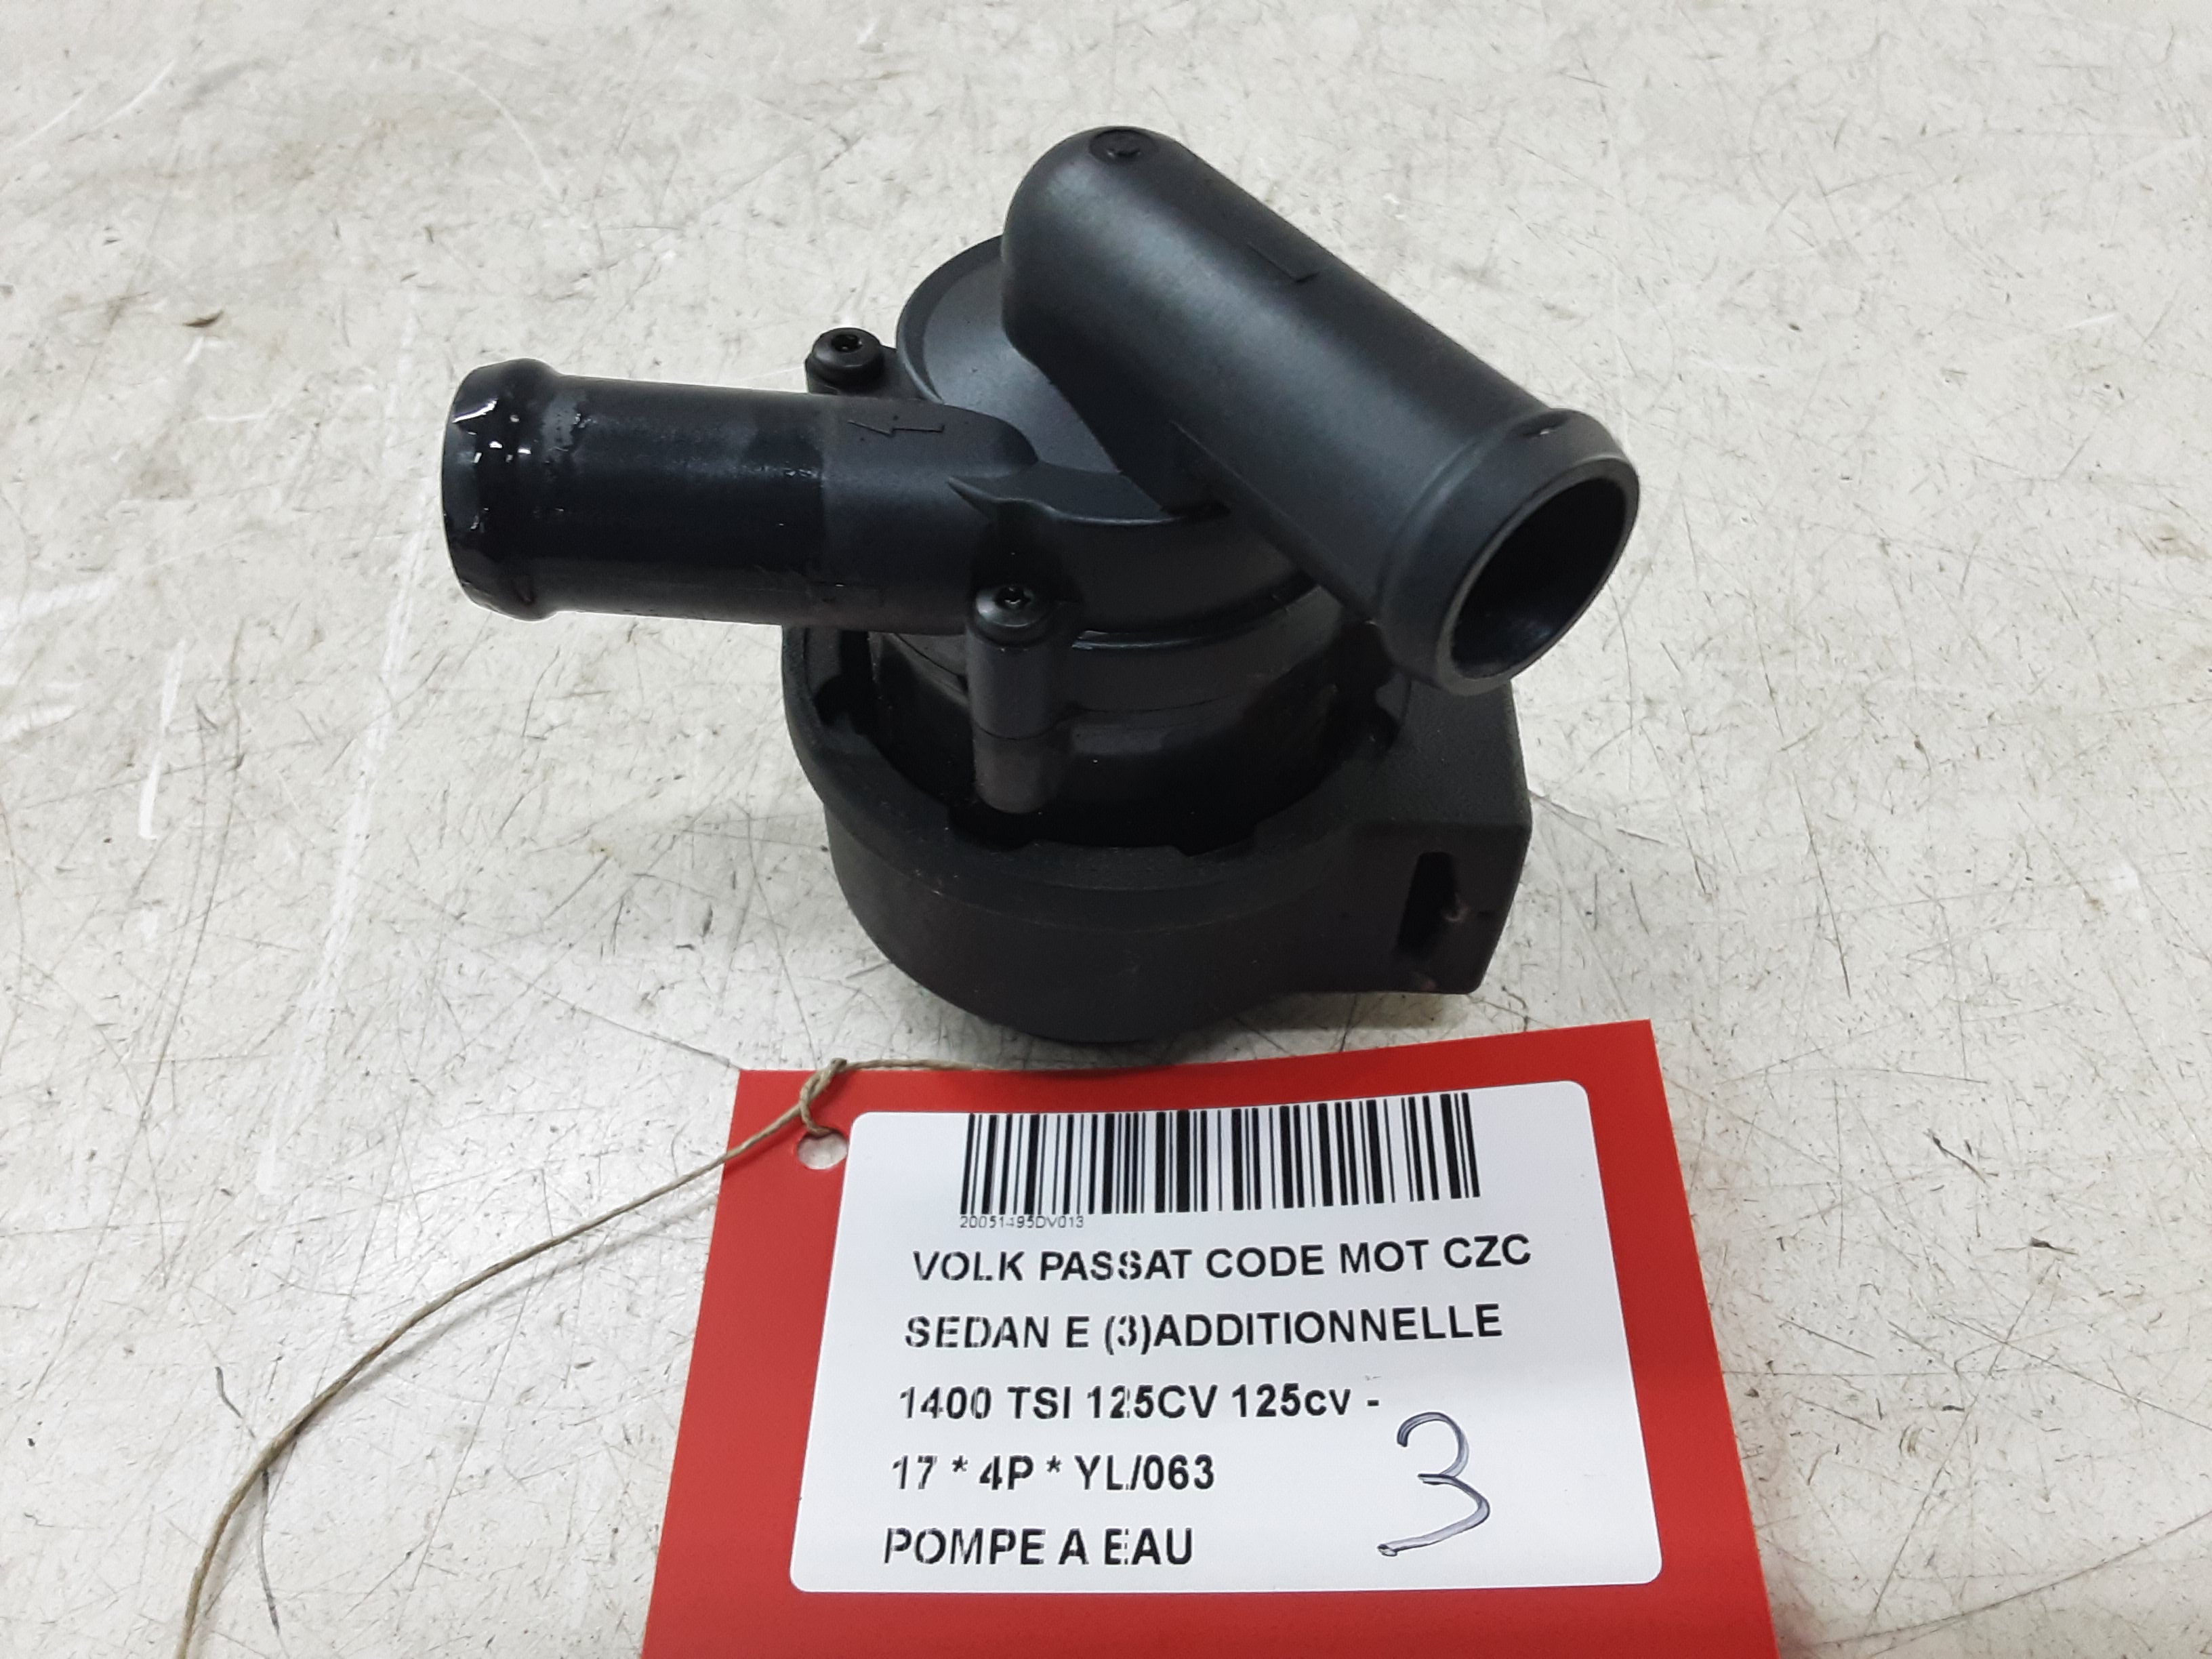 20051495DV013
VOLK PASSAT CODE MOT CZC
SEDAN E (3)ADDITIONNELLE
1400 TSI 125CV 125cv -
17 * 4P * YL/063
POMPE A EAU
3